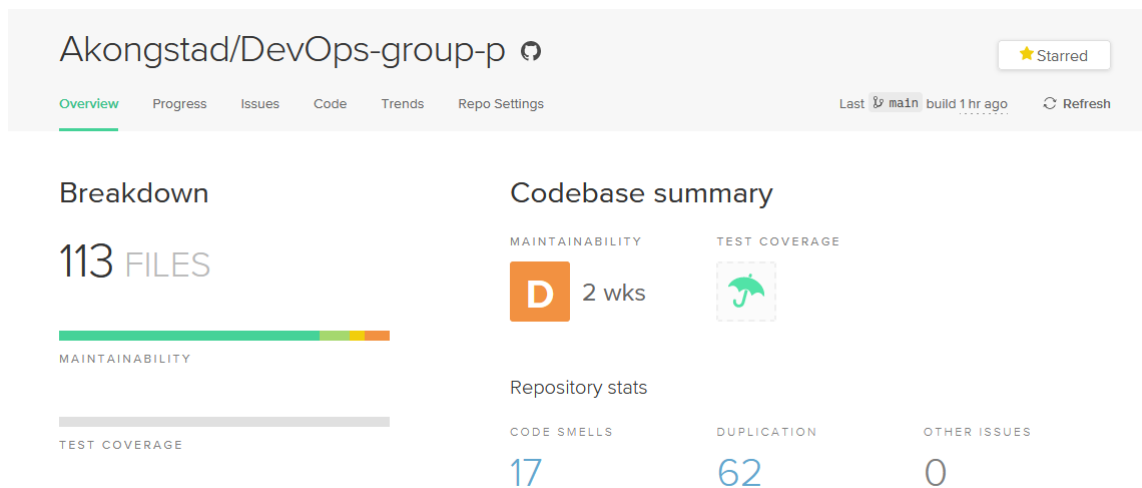 Akongstad/DevOps-group-p
Starred
Overview Progress Issues Code Trends Repo Settings
Last main build 1 hr ago Refresh
Breakdown
113 FILES
MAINTAINABILITY
TEST COVERAGE
Codebase summary
MAINTAINABILITY TEST COVERAGE
D 2 wks
Repository stats
CODE SMELLS DUPLICATION OTHER ISSUES
17 62 0